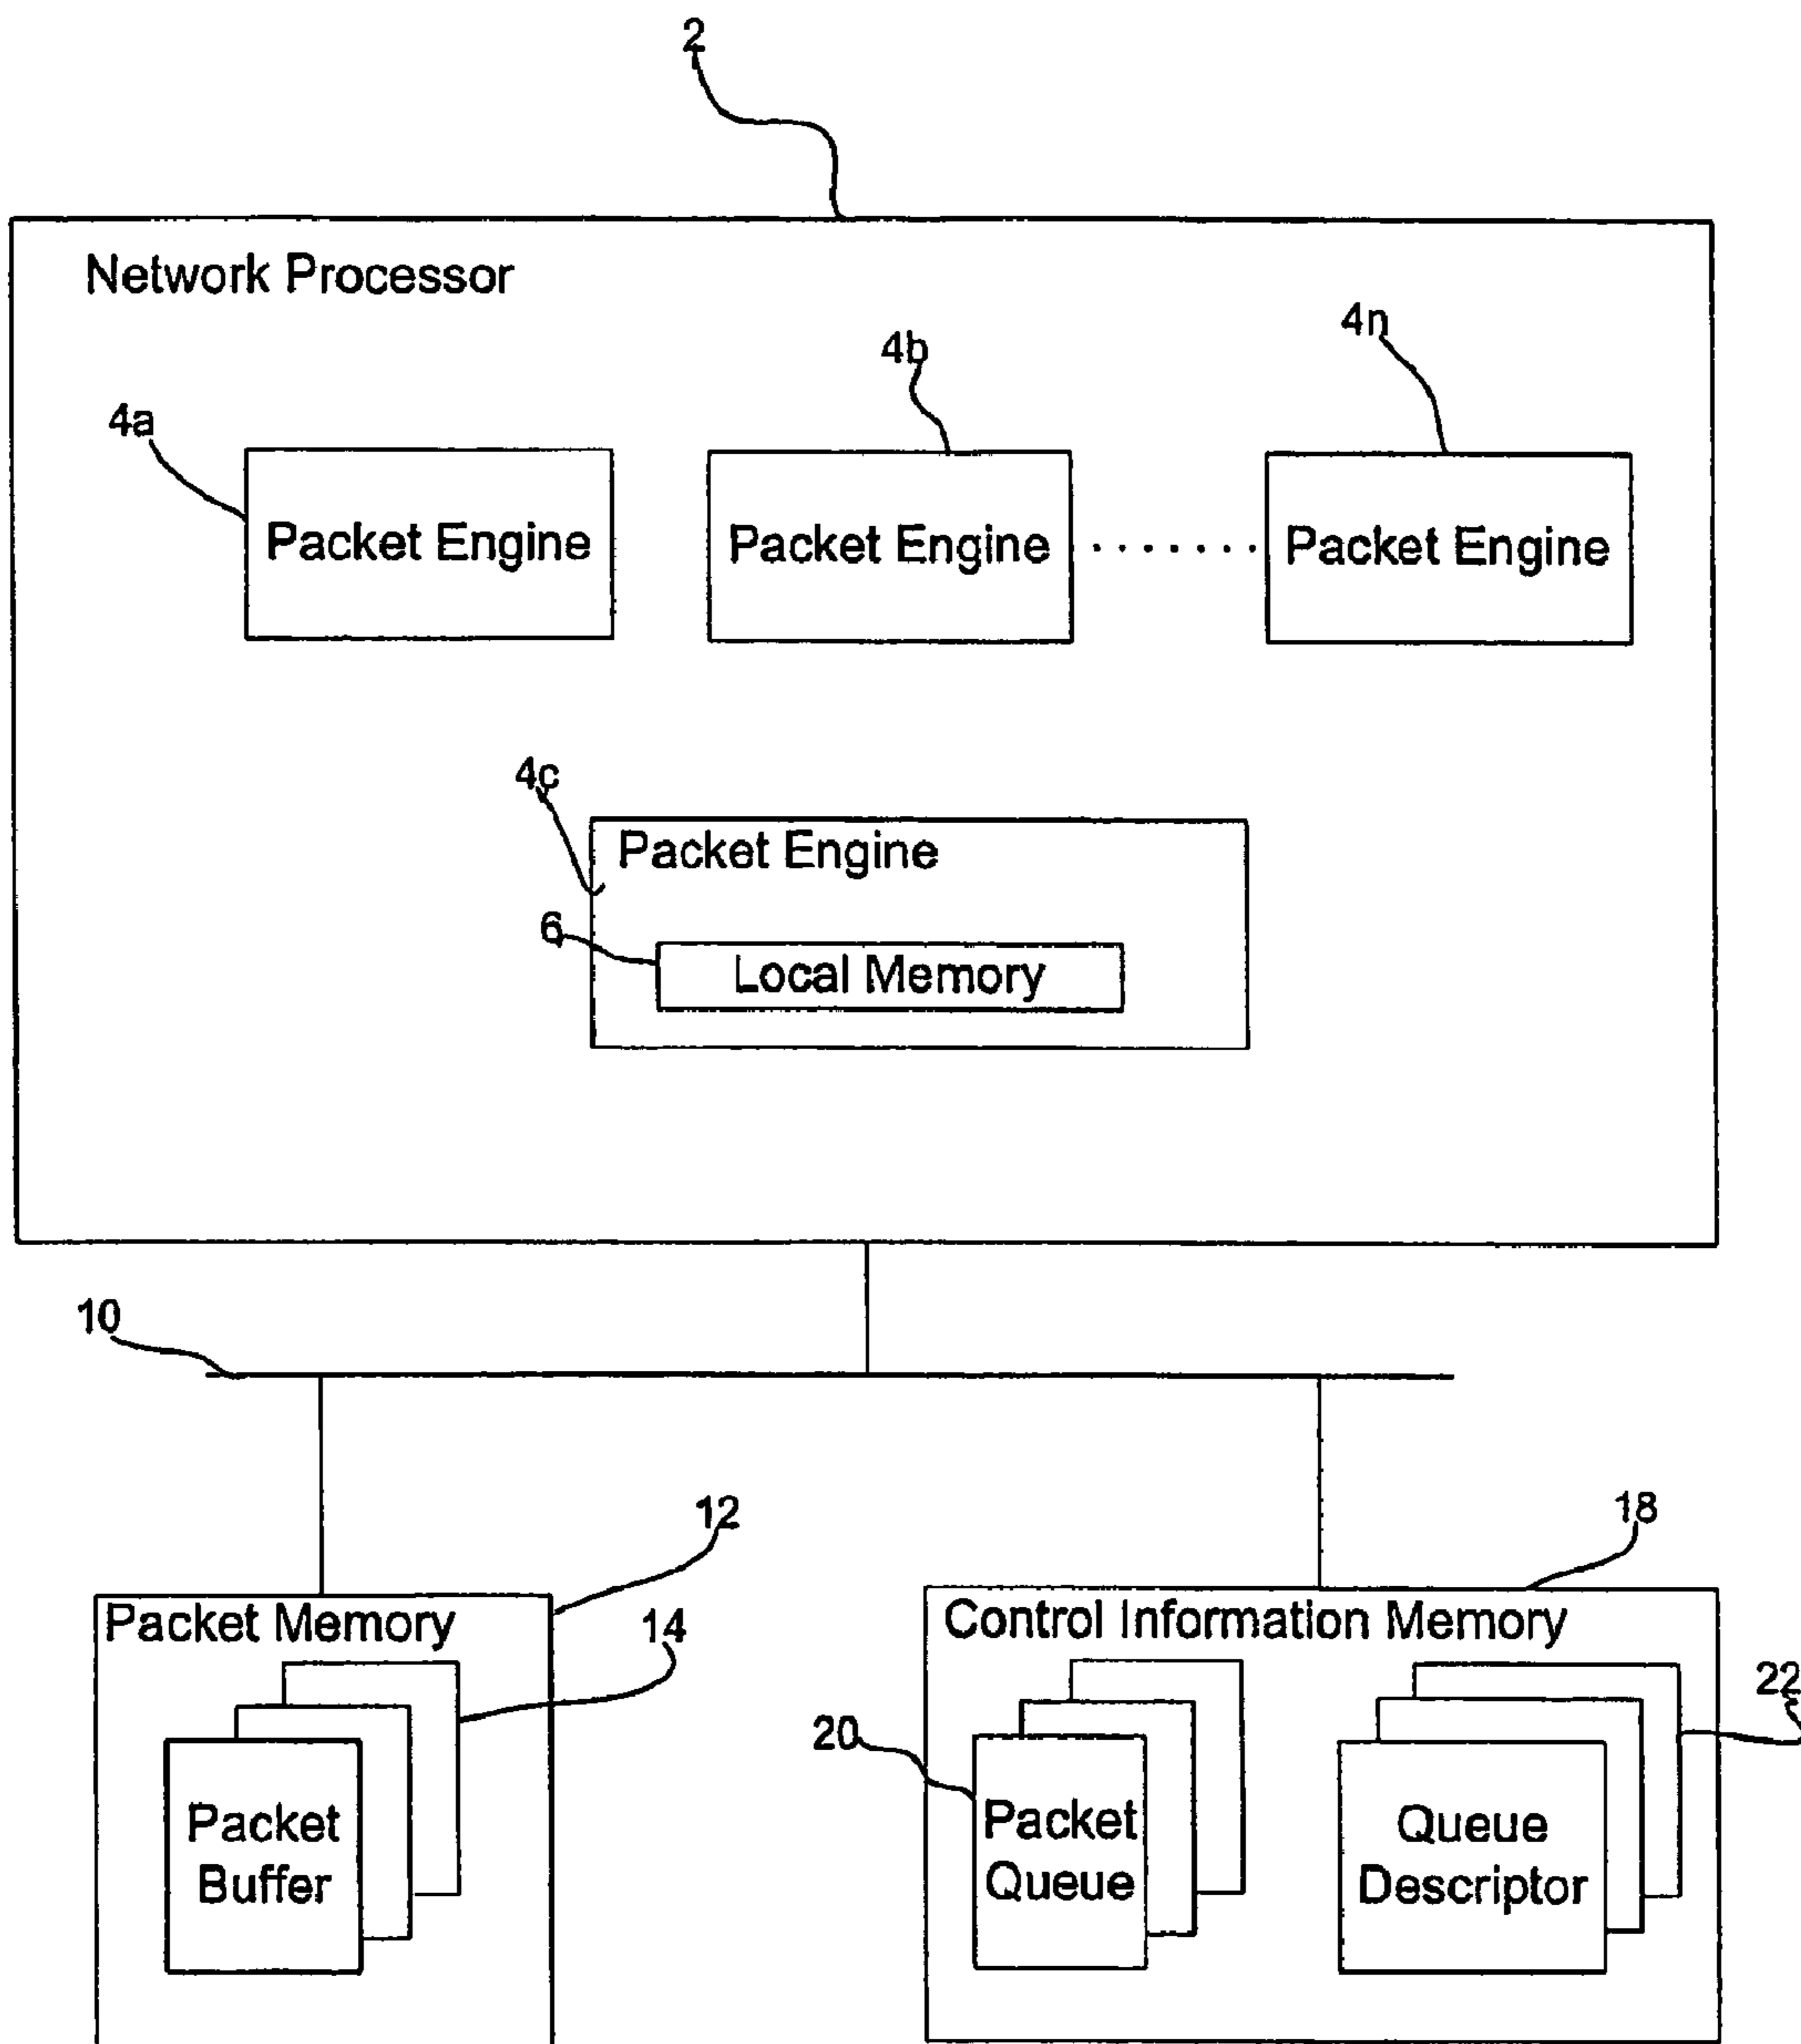 2
Network Processor
4n
4b
4a
Packet Engine
Packet Engine
Packet Engine
4c
Packet Engine
6
Local Memory
10
12
18
Packet Memory
14
Control Information Memory
22
20
Packet
Buffer
Packet
Queue
Queue
Descriptor